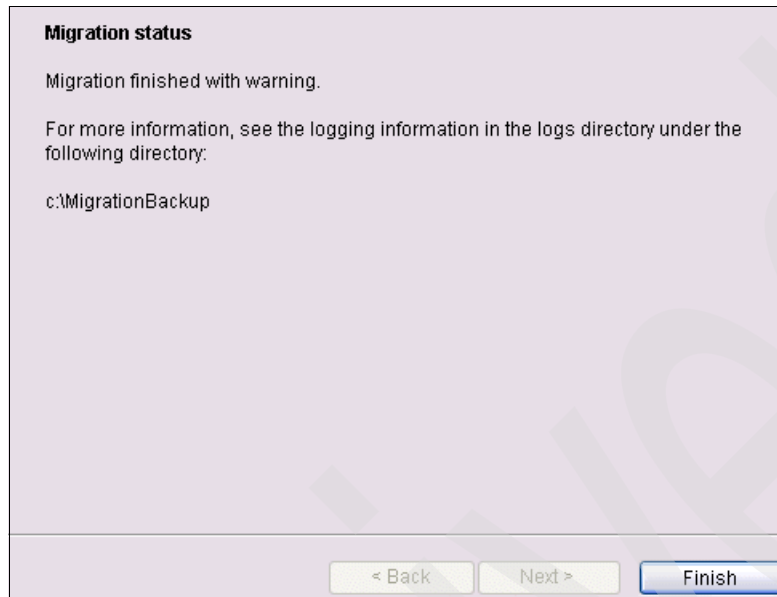 Migration status
Migration finished with warning.
For more information, see the logging information in the logs directory under the
following directory:
c:\MigrationBackup
< Back
Next >
Finish